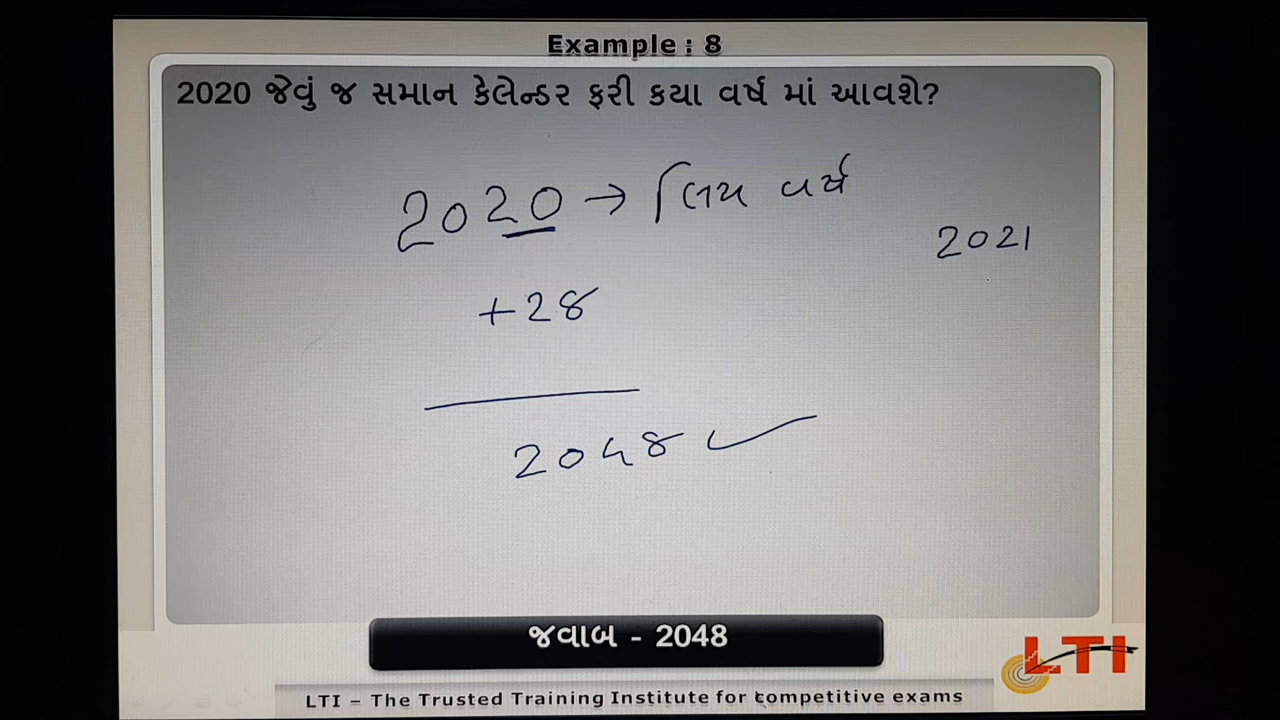 Example : 8
2020 જેવું જ સમાન કેલેન્ડર ફરી કયા વર્ષ માં આવશે?
2020 → લિપ વર્ષ
2021
+28
2048
જવાબ - 2048
LTI
LTI – The Trusted Training Institute for competitive exams